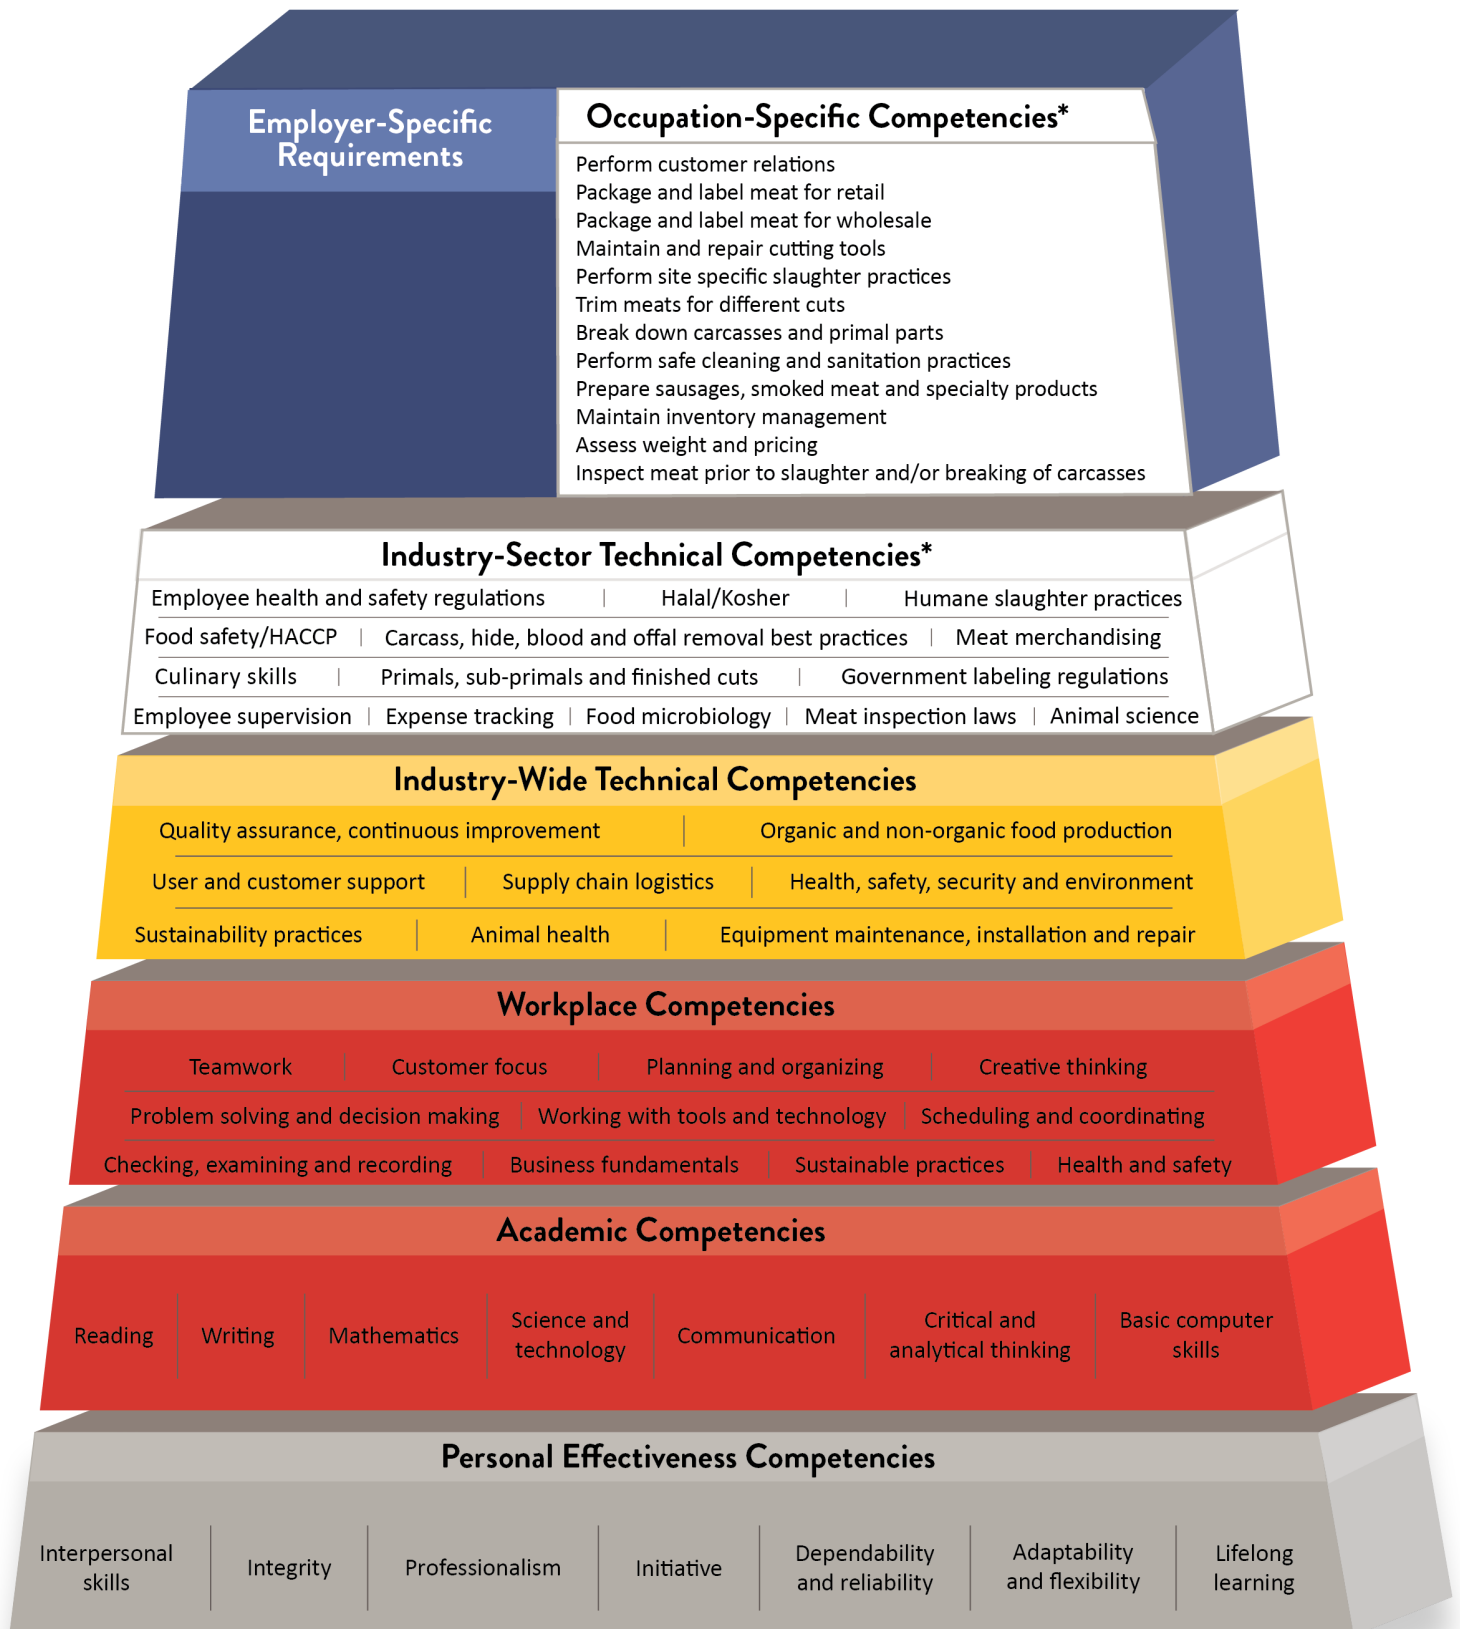 Employer-Specific
Requirements
Occupation-Specific Competencies*
Perform customer relations
Package and label meat for retail
Package and label meat for wholesale
Maintain and repair cutting tools
Perform site specific slaughter practices
Trim meats for different cuts
Break down carcasses and primal parts
Perform safe cleaning and sanitation practices
Prepare sausages, smoked meat and specialty products
Maintain inventory management
Assess weight and pricing
Inspect meat prior to slaughter and/or breaking of carcasses
Industry-Sector Technical Competencies*
Employee health and safety regulations | Halal/Kosher | Humane slaughter practices
Food safety/HACCP | Carcass, hide, blood and offal removal best practices | Meat merchandising
Culinary skills | Primals, sub-primals and finished cuts | Government labeling regulations
Employee supervision | Expense tracking | Food microbiology | Meat inspection laws | Animal science
Industry-Wide Technical Competencies
Quality assurance, continuous improvement | Organic and non-organic food production
User and customer support | Supply chain logistics | Health, safety, security and environment
Sustainability practices | Animal health | Equipment maintenance, installation and repair
Workplace Competencies
Teamwork | Customer focus | Planning and organizing | Creative thinking
Problem solving and decision making | Working with tools and technology | Scheduling and coordinating
Checking, examining and recording | Business fundamentals | Sustainable practices | Health and safety
Academic Competencies
Reading
Writing
Mathematics
Science and
technology
Communication
Critical and
analytical thinking
Basic computer
skills
Personal Effectiveness Competencies
Interpersonal
skills
Integrity
Professionalism
Initiative
Dependability
and reliability
Adaptability
and flexibility
Lifelong
learning